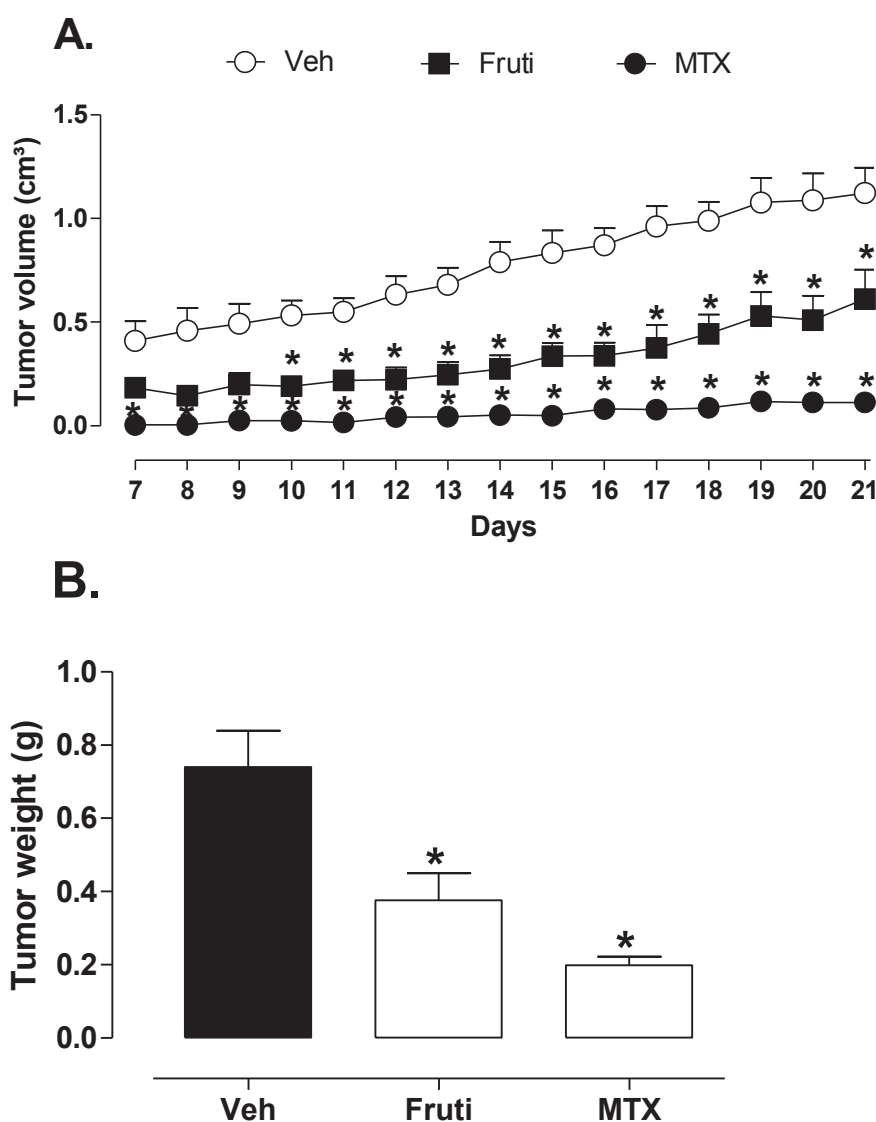 A.
Veh Fruti MTX
Tumor volume (cm³)
1.5
1.0
0.5
0.0
* * * * * * * * * * * *
* * * * * * * * * * * * * * *
7 8 9 10 11 12 13 14 15 16 17 18 19 20 21
Days
B.
Tumor weight (g)
1.0
0.8
0.6
0.4
0.2
0.0
*
*
Veh Fruti MTX